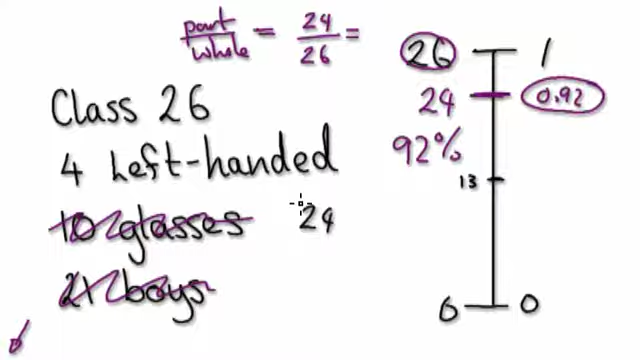 part/whole = 24/26 =
Class 26
4 Left-handed
10 glasses 24
21 boys
26 1
24 0.92
92%
13
0 0